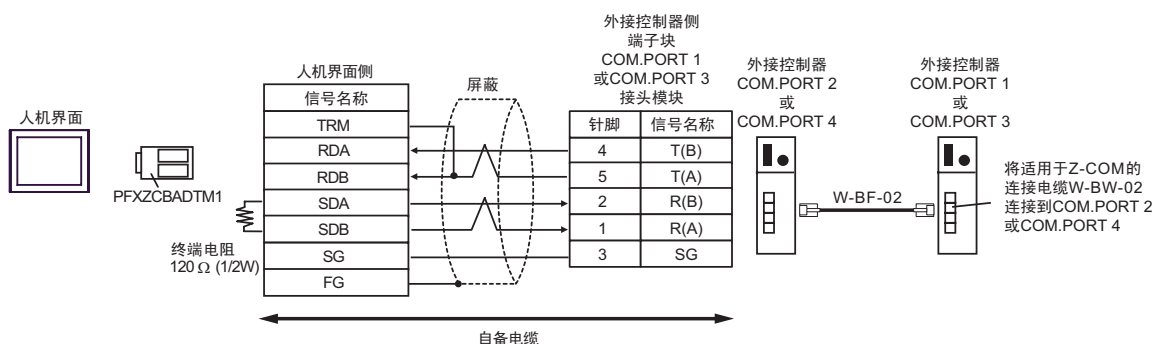 人机界面
PFXZCBADTM1
终端电阻
120 Ω (1/2W)
人机界面侧
信号名称
TRM
RDA
RDB
SDA
SDB
SG
FG
屏蔽
外接控制器侧
端子块
COM.PORT 1
或COM.PORT 3
接头模块
针脚 信号名称
4 T(B)
5 T(A)
2 R(B)
1 R(A)
3 SG
自备电缆
外接控制器
COM.PORT 2
或
COM.PORT 4
W-BF-02
外接控制器
COM.PORT 1
或
COM.PORT 3
将适用于Z-COM的
连接电缆W-BW-02
连接到COM.PORT 2
或COM.PORT 4